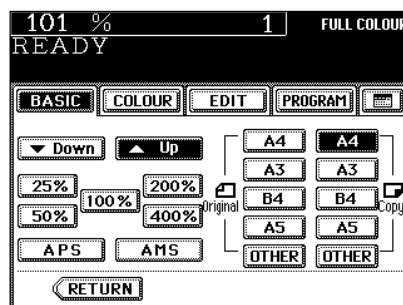 101 % 1 FULL COLOUR
READY
BASIC COLOUR EDIT PROGRAM
Down Up
25% 100% 200%
50% 400%
APS AMS
RETURN
Original
A4 A4
A3 A3
B4 B4
A5 A5
OTHER OTHER
Copy